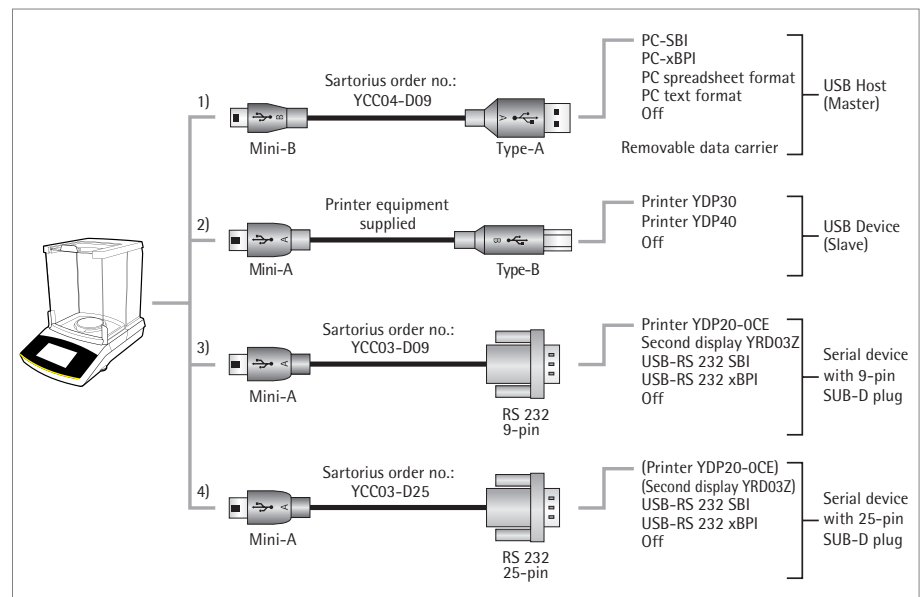 1)
Sartorius order no.:
YCC04-D09
Mini-B
Type-A
PC-SBI
PC-xBPI
PC spreadsheet format
PC text format
Off
Removable data carrier
USB Host
(Master)
2)
Printer equipment
supplied
Mini-A
Type-B
Printer YDP30
Printer YDP40
Off
USB Device
(Slave)
3)
Sartorius order no.:
YCC03-D09
Mini-A
RS 232
9-pin
Printer YDP20-0CE
Second display YRD03Z
USB-RS 232 SBI
USB-RS 232 xBPI
Off
Serial device
with 9-pin
SUB-D plug
4)
Sartorius order no.:
YCC03-D25
Mini-A
RS 232
25-pin
(Printer YDP20-0CE)
(Second display YRD03Z)
USB-RS 232 SBI
USB-RS 232 xBPI
Off
Serial device
with 25-pin
SUB-D plug